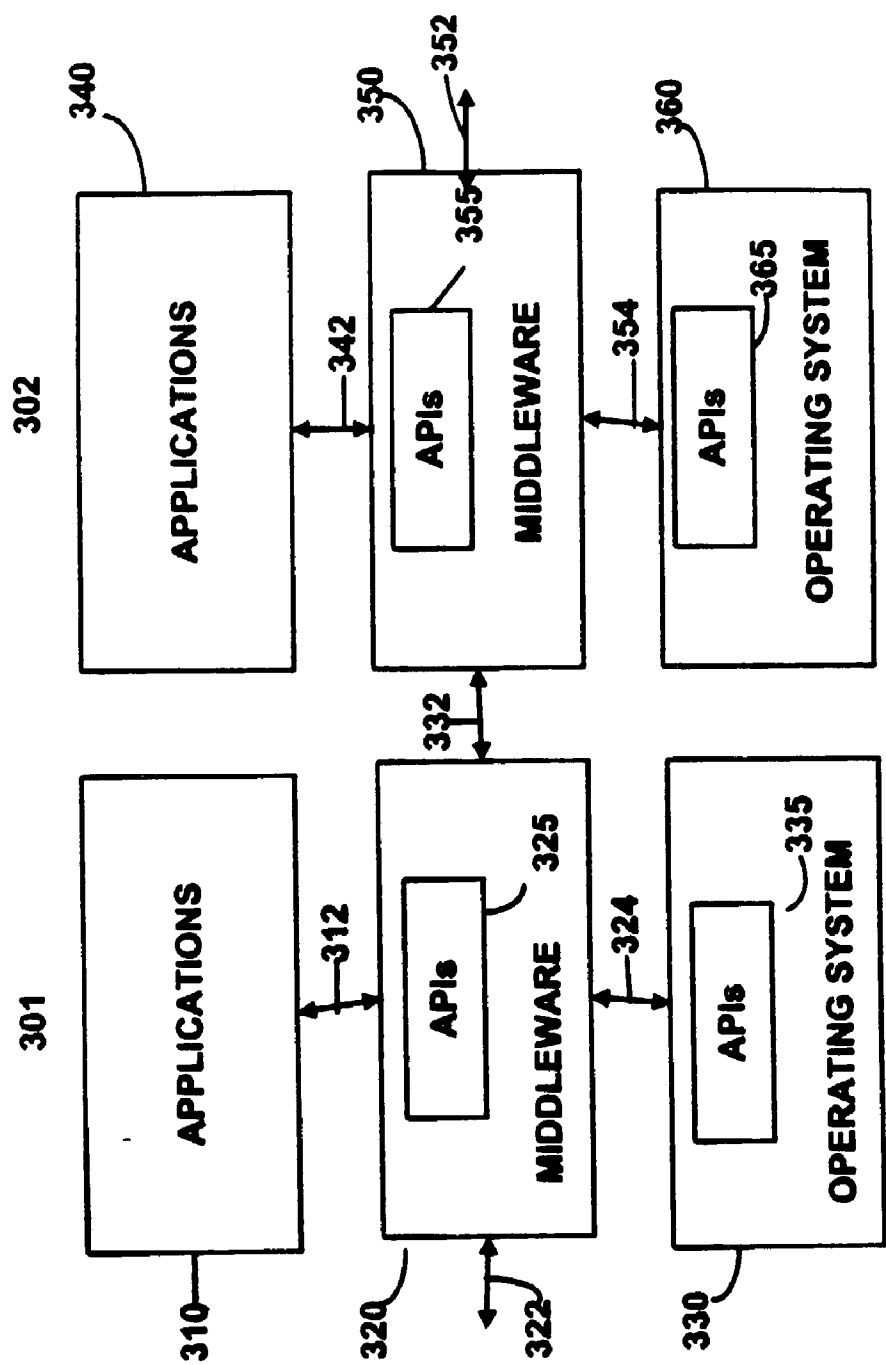 301
302
310
APPLICATIONS
340
APPLICATIONS
312
342
320
322
APIs
325
MIDDLEWARE
332
350
352
APIs
355
MIDDLEWARE
324
354
330
APIs
335
OPERATING SYSTEM
360
APIs
365
OPERATING SYSTEM